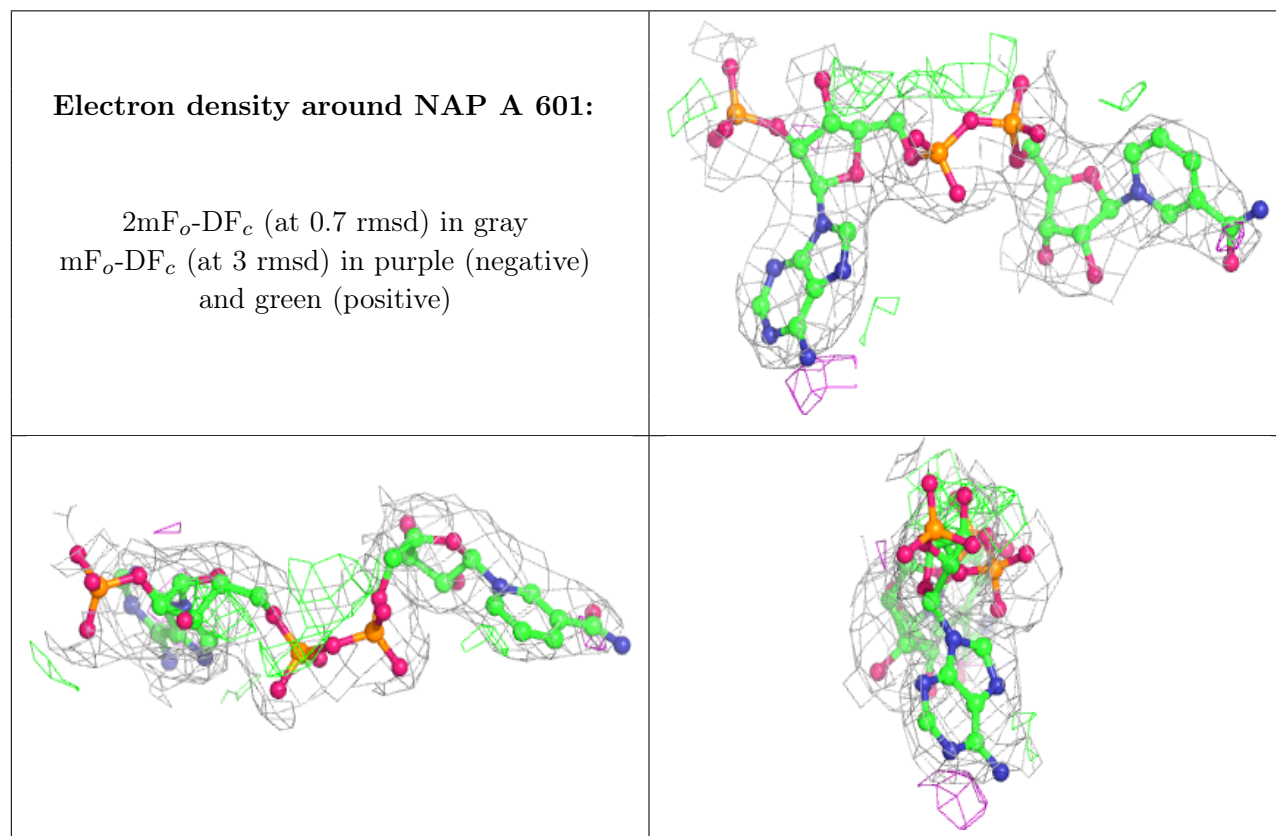 Electron density around NAP A 601:
2mFo-DFc (at 0.7 rmsd) in gray
mFo-DFc (at 3 rmsd) in purple (negative)
and green (positive)